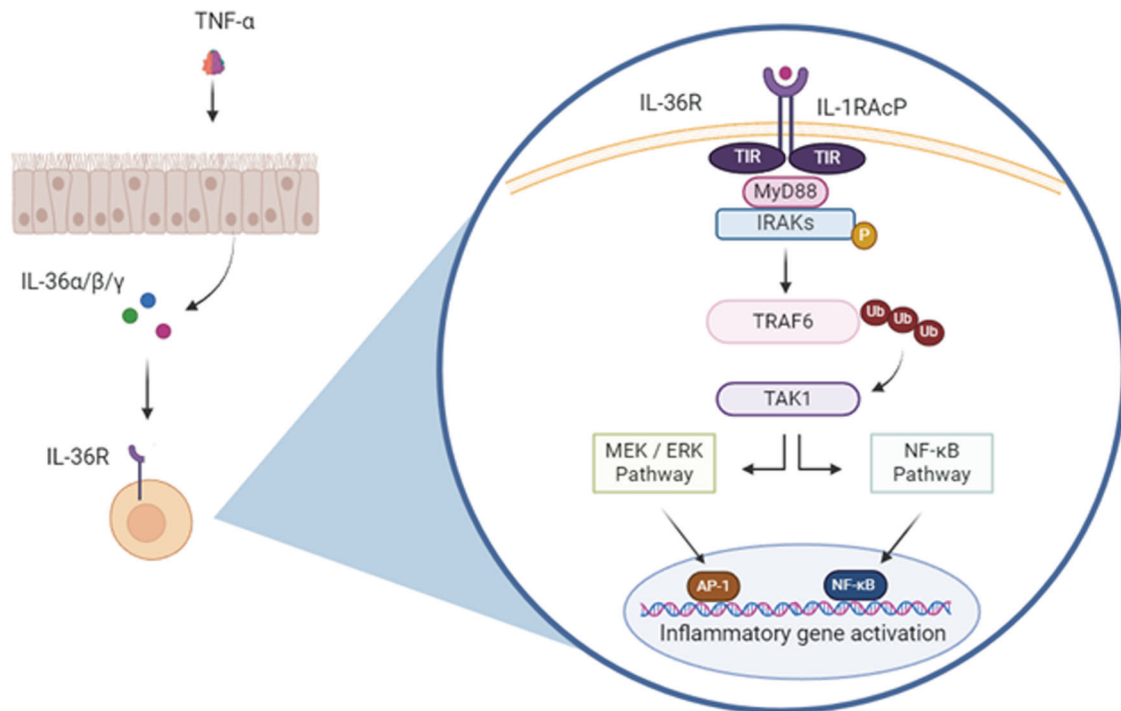 TNF-α
IL-36α/β/γ
IL-36R
IL-36R
IL-1RAcP
TIR
TIR
MyD88
IRAKs
P
TRAF6
Ub
Ub
Ub
TAK1
MEK / ERK
Pathway
NF-κB
Pathway
AP-1
NF-κB
Inflammatory gene activation